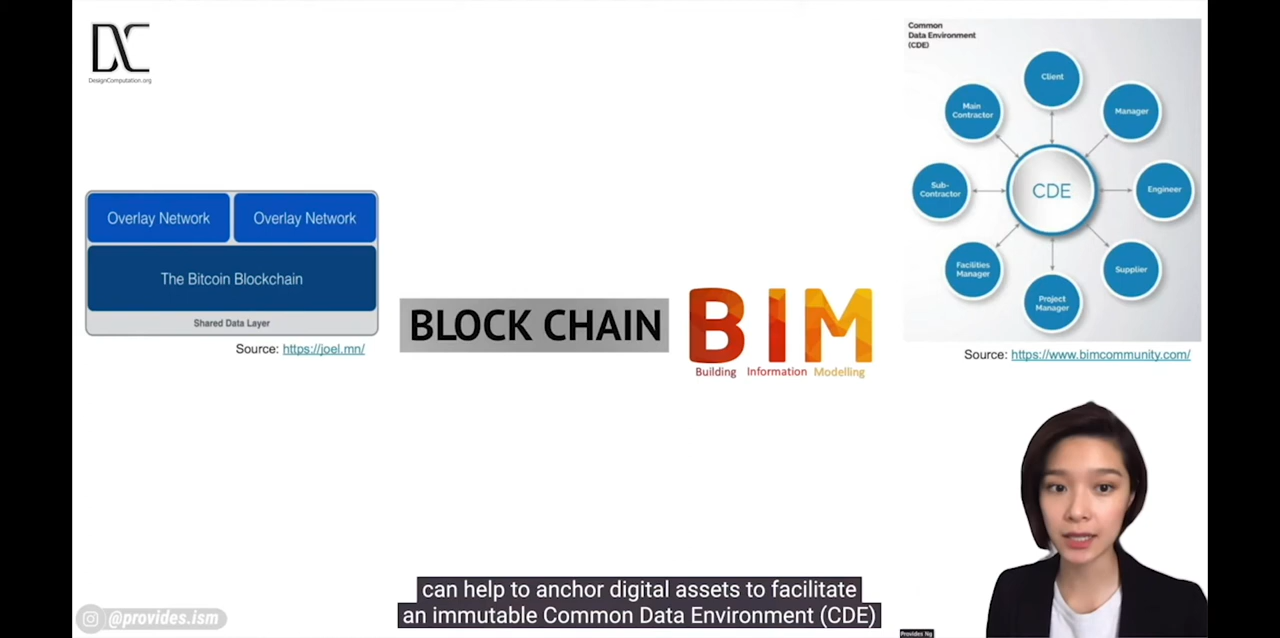 DC
DesignComputation.org
Overlay Network
Overlay Network
The Bitcoin Blockchain
Shared Data Layer
Source: https://joel.mn/
BLOCK CHAIN
BIM
Building Information Modelling
Common
Data Environment
(CDE)
Client
Main
Contractor
Manager
Sub-
Contractor
CDE
Engineer
Facilities
Manager
Supplier
Project
Manager
Source: https://www.bimcommunity.com/
can help to anchor digital assets to facilitate
an immutable Common Data Environment (CDE)
@provides.ism
Provides Ng